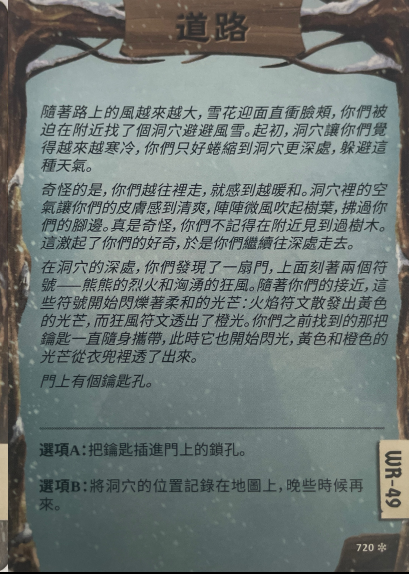 道路
隨著路上的風越來越大，雪花迎面直衝臉頰，你們被
迫在附近找了個洞穴避避風雪。起初，洞穴讓你們覺
得越來越寒冷，你們只好蜷縮到洞穴更深處，躲避這
種天氣。
奇怪的是，你們越往裡走，就感到越暖和。洞穴裡的空
氣讓你們的皮膚感到清爽，陣陣微風吹起樹葉，拂過你
們的腳邊。真是奇怪，你們不記得在附近見到過樹木。
這激起了你們的好奇，於是你們繼續往深處走去。
在洞穴的深處，你們發現了一扇門，上面刻著兩個符
號——熊熊的烈火和洶湧的狂風。隨著你們的接近，這
些符號開始閃爍著柔和的光芒：火焰符文散發出黃色
的光芒，而狂風符文透出了橙光。你們之前找到的那把
鑰匙一直隨身攜帶，此時它也開始閃光，黃色和橙色的
光芒從衣兜裡透了出來。
門上有個鑰匙孔。
選項A：把鑰匙插進門上的鎖孔。
選項B：將洞穴的位置記錄在地圖上，晚些時候再
來。
WR-49
720 ✻